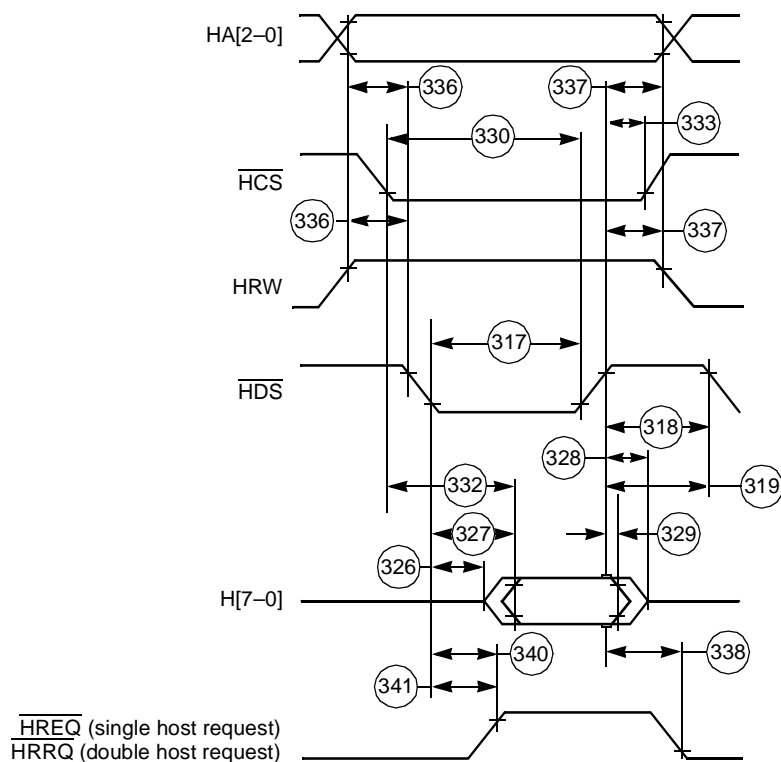 HA[2–0]
336
337
333
330
HCS
336
337
HRW
317
HDS
318
328
332
319
327
329
326
H[7–0]
340
338
341
HREQ (single host request)
HRRQ (double host request)